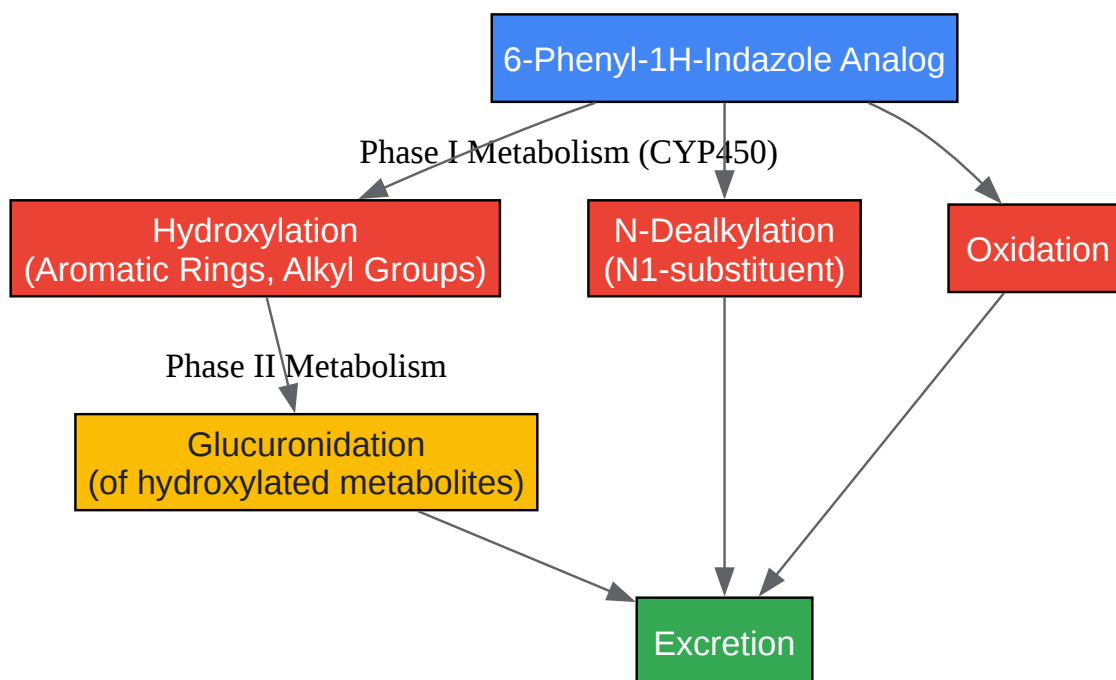 6-Phenyl-1H-Indazole Analog
Phase I Metabolism (CYP450)
Hydroxylation
(Aromatic Rings, Alkyl Groups)
N-Dealkylation
(N1-substituent)
Oxidation
Phase II Metabolism
Glucuronidation
(of hydroxylated metabolites)
Excretion